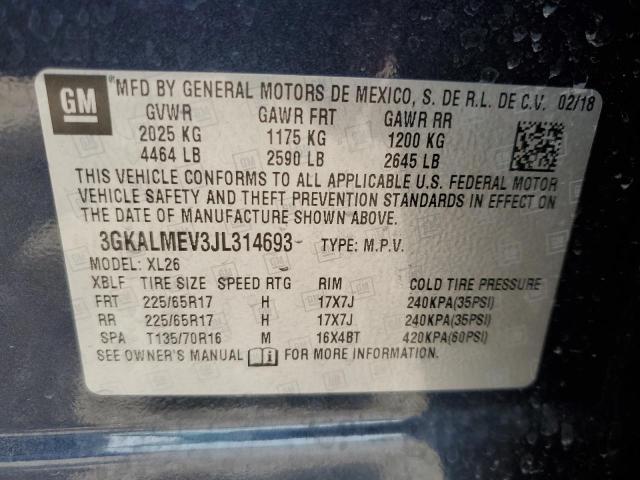 GM
MFD BY GENERAL MOTORS DE MEXICO, S. DE R.L. DE C.V. 02/18
GVWR GAWR FRT GAWR RR
2025 KG 1175 KG 1200 KG
4464 LB 2590 LB 2645 LB
THIS VEHICLE CONFORMS TO ALL APPLICABLE U.S. FEDERAL MOTOR
VEHICLE SAFETY AND THEFT PREVENTION STANDARDS IN EFFECT ON
THE DATE OF MANUFACTURE SHOWN ABOVE.
3GKALMEV3JL314693 TYPE: M.P.V.
MODEL: XL26
XBLF TIRE SIZE SPEED RTG RIM COLD TIRE PRESSURE
FRT 225/65R17 H 17X7J 240KPA(35PSI)
RR 225/65R17 H 17X7J 240KPA(35PSI)
SPA T135/70R16 M 16X4BT 420KPA(60PSI)
SEE OWNER'S MANUAL FOR MORE INFORMATION.